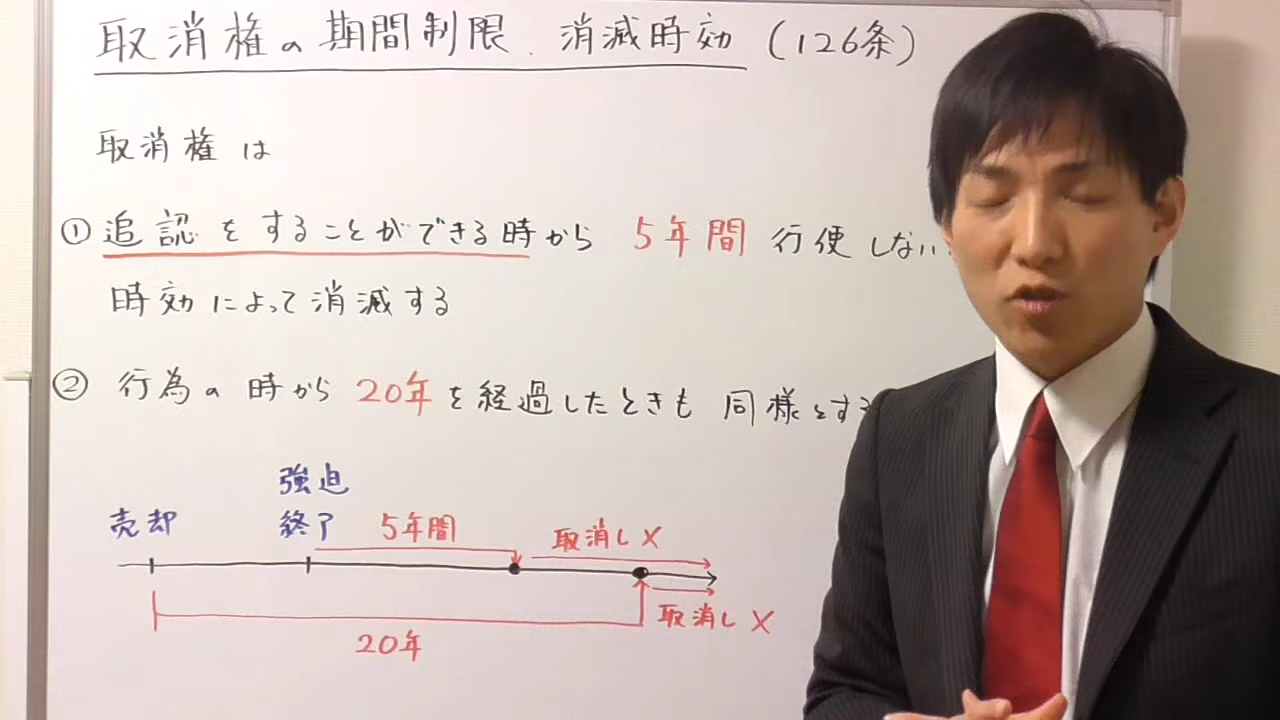 取消権の期間制限.消滅時効(126条)
取消権は
①追認をすることができる時から 5年間 行使しない
時効によって消滅する
②行為の時から 20年を経過したときも 同様とする
強迫
売却 終了 5年間 取消し×
取消し×
20年